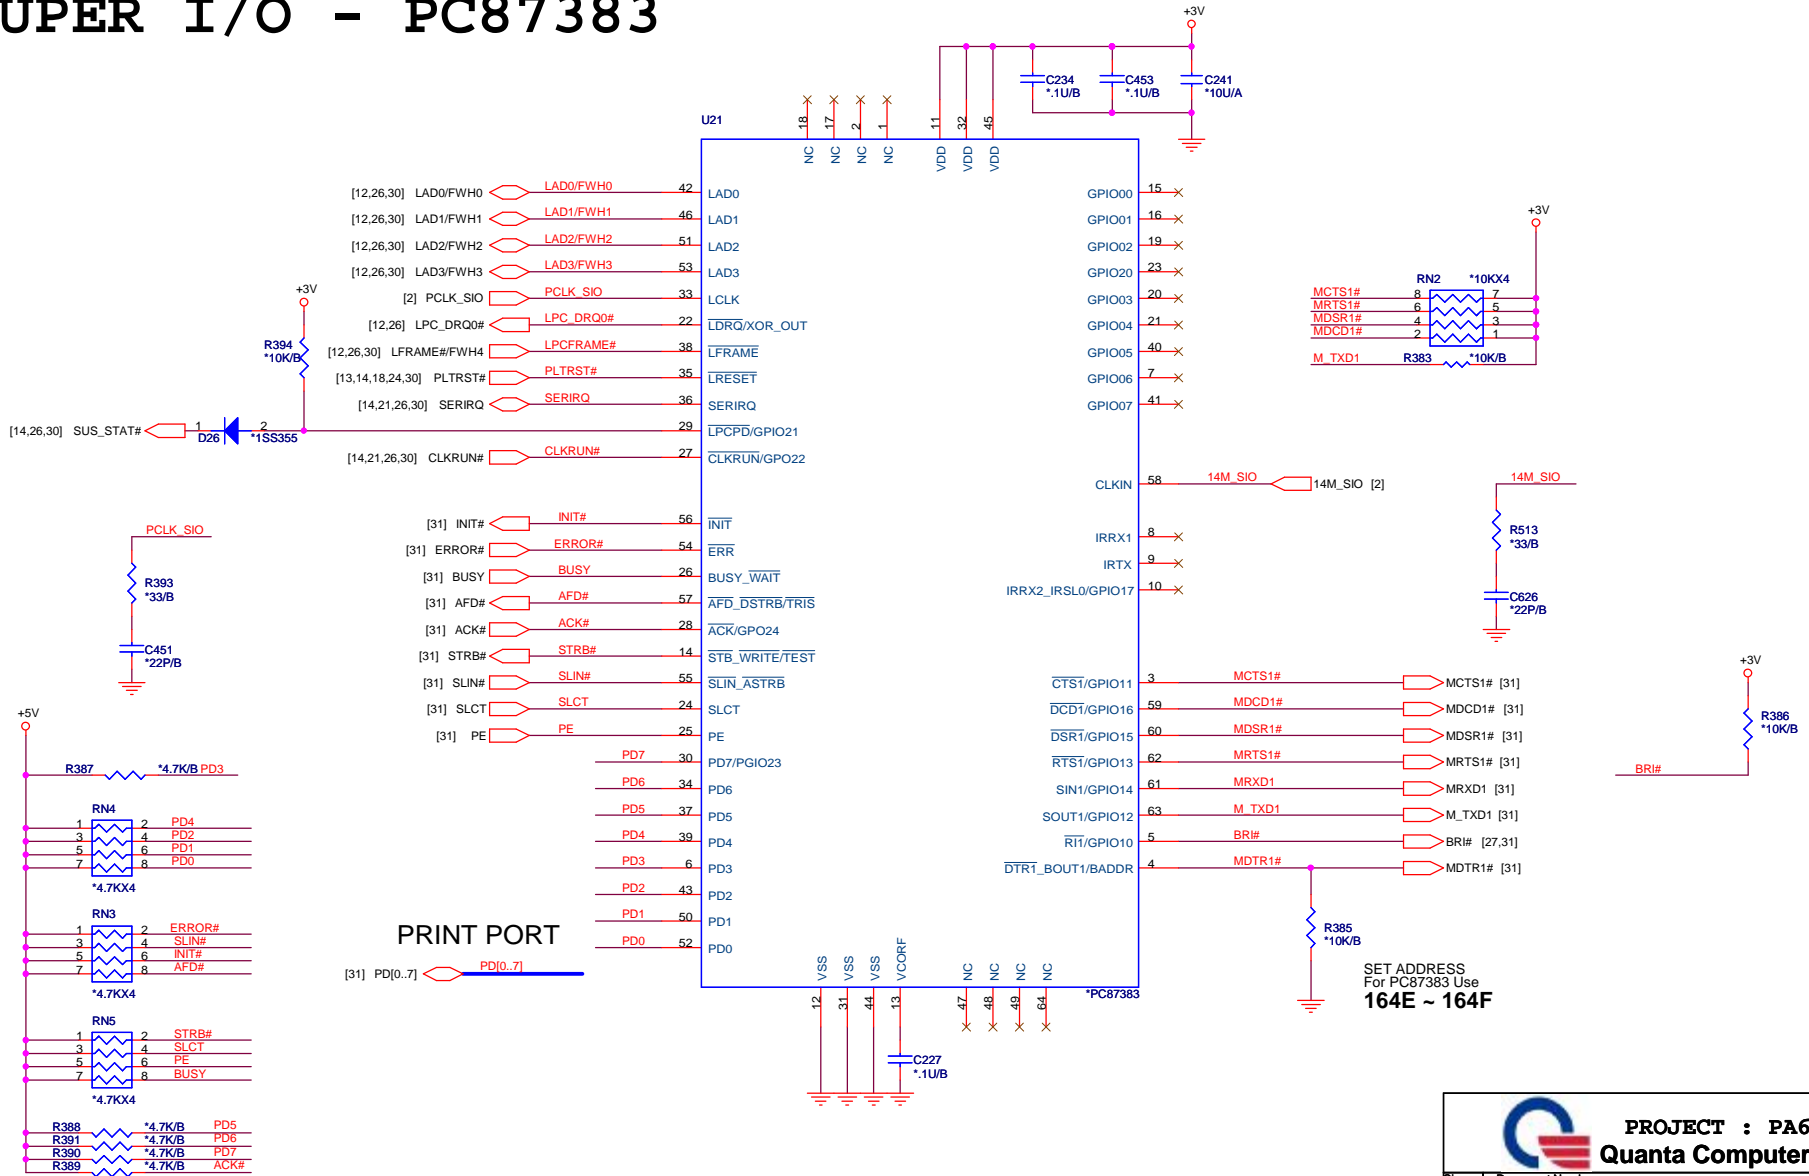 UPER I/O - PC87383
+3V
C234
*.1U/B
C453
*.1U/B
C241
*10U/A
U21
18 NC
17 NC
2 NC
1 NC
11 VDD
32 VDD
45 VDD
[12,26,30] LAD0/FWH0 LAD0/FWH0 42 LAD0
[12,26,30] LAD1/FWH1 LAD1/FWH1 46 LAD1
[12,26,30] LAD2/FWH2 LAD2/FWH2 51 LAD2
[12,26,30] LAD3/FWH3 LAD3/FWH3 53 LAD3
[2] PCLK_SIO PCLK_SIO 33 LCLK
[12,26] LPC_DRQ0# LPC_DRQ0# 22 LDRQ/XOR_OUT
[12,26,30] LFRAME#/FWH4 LPCFRAME# 38 LFRAME
[13,14,18,24,30] PLTRST# PLTRST# 35 LRESET
[14,21,26,30] SERIRQ SERIRQ 36 SERIRQ
+3V
R394
*10K/B
[14,26,30] SUS_STAT# 1 D26 2 *1SS355 29 LPCPD/GPIO21
[14,21,26,30] CLKRUN# CLKRUN# 27 CLKRUN/GPO22
[31] INIT# INIT# 56 INIT
[31] ERROR# ERROR# 54 ERR
[31] BUSY BUSY 26 BUSY_WAIT
[31] AFD# AFD# 57 AFD_DSTRB/TRIS
[31] ACK# ACK# 28 ACK/GPO24
[31] STRB# STRB# 14 STB_WRITE/TEST
[31] SLIN# SLIN# 55 SLIN_ASTRB
[31] SLCT SLCT 24 SLCT
[31] PE PE 25 PE
PD7 30 PD7/PGIO23
PD6 34 PD6
PD5 37 PD5
PD4 39 PD4
PD3 6 PD3
PD2 43 PD2
PD1 50 PD1
PD0 52 PD0
PRINT PORT
[31] PD[0..7] PD[0..7]
PCLK_SIO
R393
*33/B
C451
*22P/B
+5V
R387 *4.7K/B PD3
RN4
1 2 PD4
3 4 PD2
5 6 PD1
7 8 PD0
*4.7KX4
RN3
1 2 ERROR#
3 4 SLIN#
5 6 INIT#
7 8 AFD#
*4.7KX4
RN5
1 2 STRB#
3 4 SLCT
5 6 PE
7 8 BUSY
*4.7KX4
R388 *4.7K/B PD5
R391 *4.7K/B PD6
R390 *4.7K/B PD7
R389 *4.7K/B ACK#
GPIO00 15
GPIO01 16
GPIO02 19
GPIO20 23
GPIO03 20
GPIO04 21
GPIO05 40
GPIO06 7
GPIO07 41
CLKIN 58 14M_SIO 14M_SIO [2]
IRRX1 8
IRTX 9
IRRX2_IRSL0/GPIO17 10
CTS1/GPIO11 3 MCTS1# MCTS1# [31]
DCD1/GPIO16 59 MDCD1# MDCD1# [31]
DSR1/GPIO15 60 MDSR1# MDSR1# [31]
RTS1/GPIO13 62 MRTS1# MRTS1# [31]
SIN1/GPIO14 61 MRXD1 MRXD1 [31]
SOUT1/GPIO12 63 M_TXD1 M_TXD1 [31]
RI1/GPIO10 5 BRI# BRI# [27,31]
DTR1_BOUT1/BADDR 4 MDTR1# MDTR1# [31]
12 VSS
31 VSS
44 VSS
13 VCORF
47 NC
48 NC
49 NC
64 NC
*PC87383
C227
*.1U/B
+3V
RN2 *10KX4
MCTS1# 8 7
MRTS1# 6 5
MDSR1# 4 3
MDCD1# 2 1
M_TXD1 R383 *10K/B
14M_SIO
R513
*33/B
C626
*22P/B
+3V
R386
*10K/B
BRI#
R385
*10K/B
SET ADDRESS
For PC87383 Use
164E ~ 164F
PROJECT : PA6
Quanta Computer